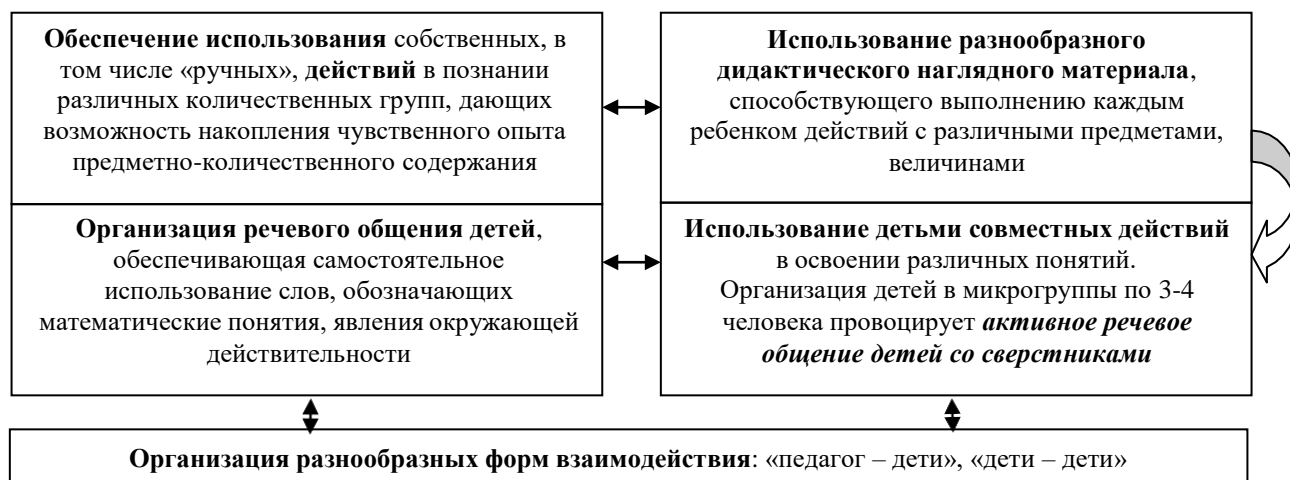 Обеспечение использования собственных, в
том числе «ручных», действий в познании
различных количественных групп, дающих
возможность накопления чувственного опыта
предметно-количественного содержания
Использование разнообразного
дидактического наглядного материала,
способствующего выполнению каждым
ребенком действий с различными предметами,
величинами
Организация речевого общения детей,
обеспечивающая самостоятельное
использование слов, обозначающих
математические понятия, явления окружающей
действительности
Использование детьми совместных действий
в освоении различных понятий.
Организация детей в микрогруппы по 3-4
человека провоцирует активное речевое
общение детей со сверстниками
Организация разнообразных форм взаимодействия: «педагог – дети», «дети – дети»